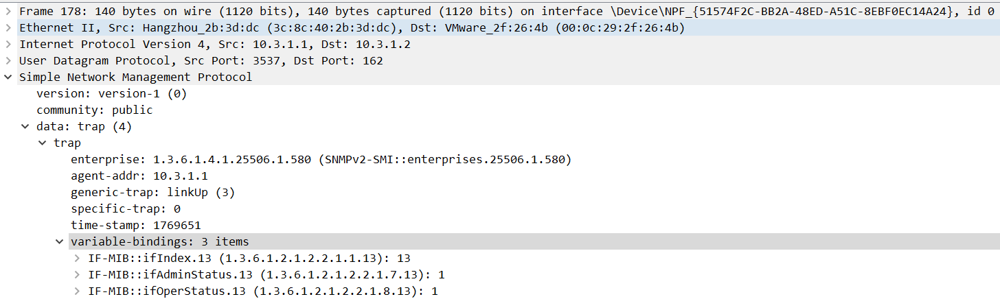 Frame 178: 140 bytes on wire (1120 bits), 140 bytes captured (1120 bits) on interface \Device\NPF_{51574F2C-BB2A-48ED-A51C-8EBF0EC14A24}, id 0
Ethernet II, Src: Hangzhou_2b:3d:dc (3c:8c:40:2b:3d:dc), Dst: VMware_2f:26:4b (00:0c:29:2f:26:4b)
Internet Protocol Version 4, Src: 10.3.1.1, Dst: 10.3.1.2
User Datagram Protocol, Src Port: 3537, Dst Port: 162
Simple Network Management Protocol
version: version-1 (0)
community: public
data: trap (4)
trap
enterprise: 1.3.6.1.4.1.25506.1.580 (SNMPv2-SMI::enterprises.25506.1.580)
agent-addr: 10.3.1.1
generic-trap: linkUp (3)
specific-trap: 0
time-stamp: 1769651
variable-bindings: 3 items
IF-MIB::ifIndex.13 (1.3.6.1.2.1.2.2.1.1.13): 13
IF-MIB::ifAdminStatus.13 (1.3.6.1.2.1.2.2.1.7.13): 1
IF-MIB::ifOperStatus.13 (1.3.6.1.2.1.2.2.1.8.13): 1